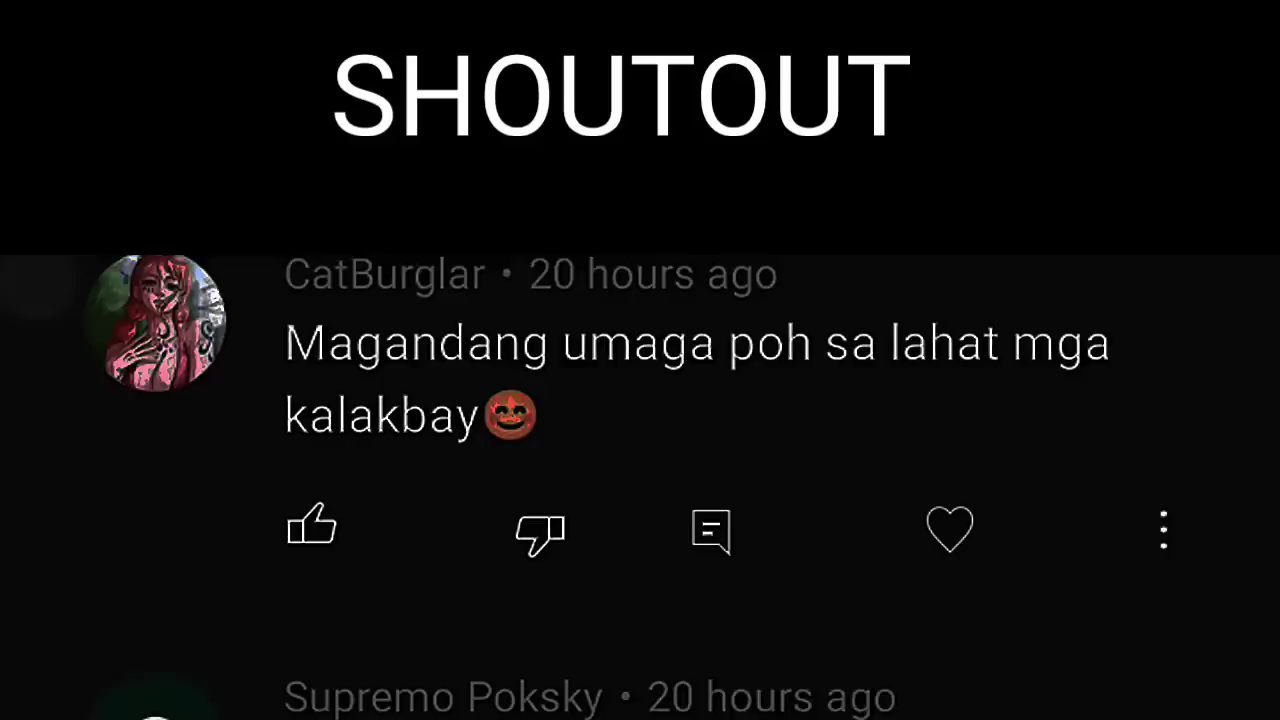 SHOUTOUT
CatBurglar • 20 hours ago
Magandang umaga poh sa lahat mga
kalakbay
Supremo Poksky • 20 hours ago